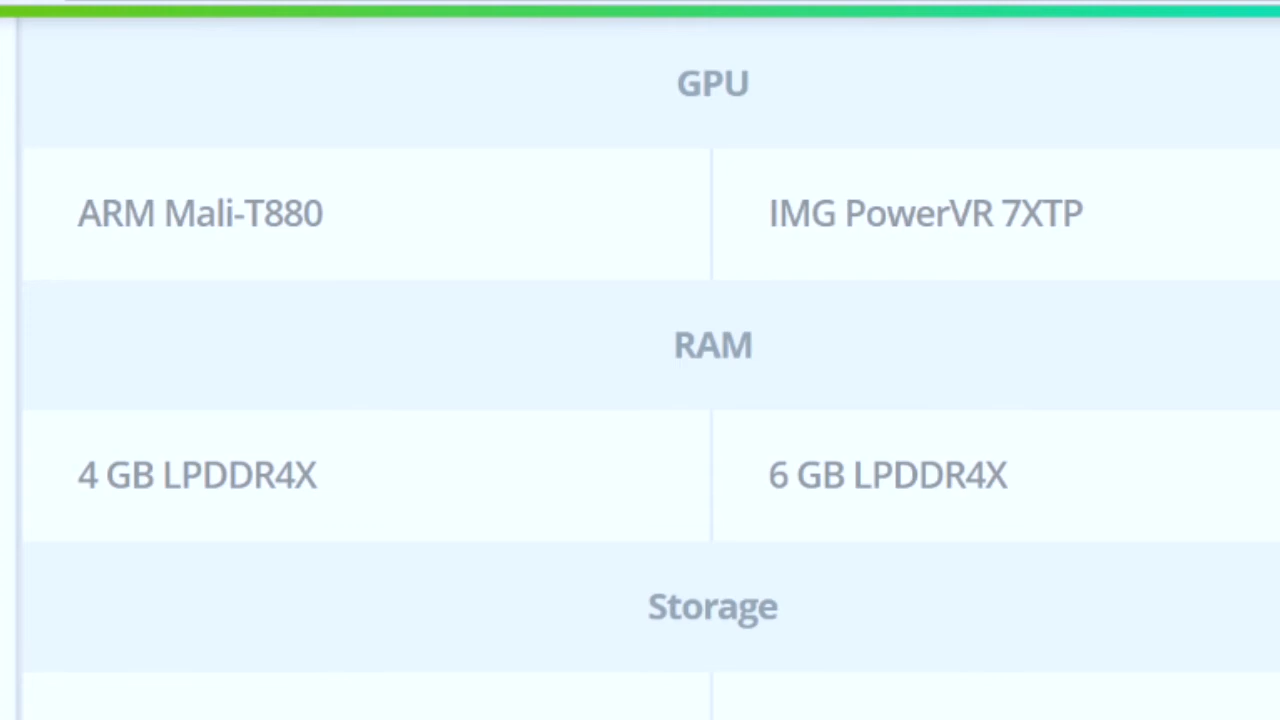 GPU
ARM Mali-T880
IMG PowerVR 7XTP
RAM
4 GB LPDDR4X
6 GB LPDDR4X
Storage